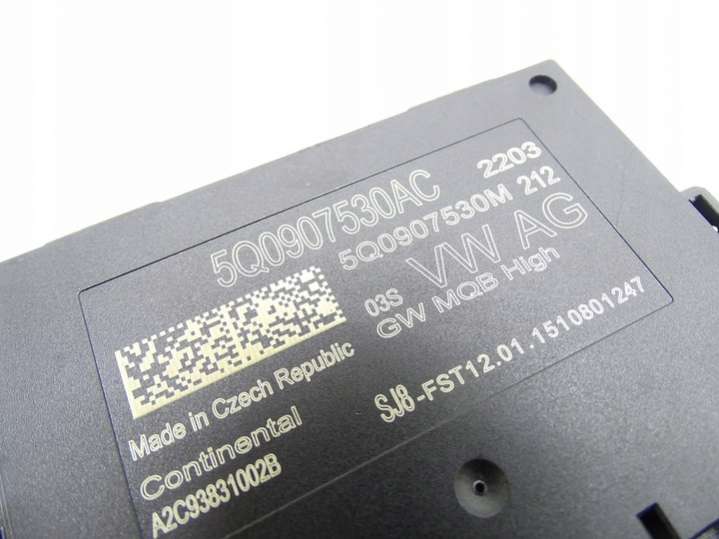 5Q0907530AC 2203
5Q0907530M 212
03S VW AG
GW MQB High
Made in Czech Republic
Continental
A2C93831002B
SJ8-FST12.01.1510801247